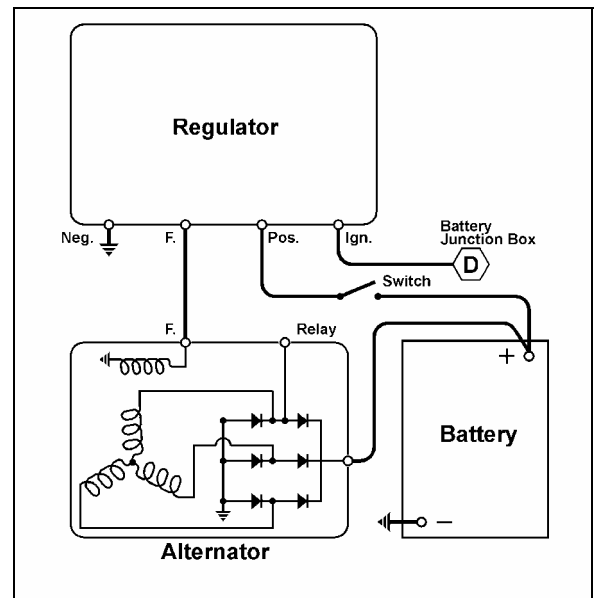 Regulator
Neg.
F.
Pos.
Ign.
Battery
Junction Box
D
Switch
F.
Relay
+
Battery
−
Alternator